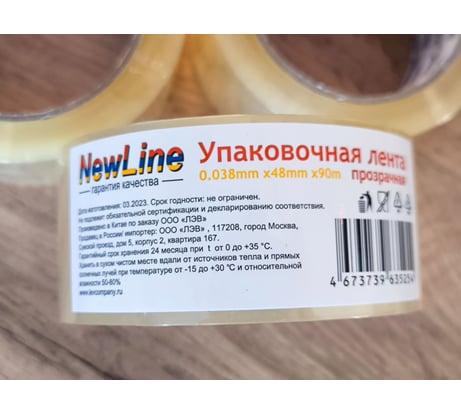 NewLine
гарантия качества
Упаковочная лента
0.038mm x48mm x90m прозрачная
Дата изготовления: 03.2023. Срок годности: не ограничен.
Не подлежит обязательной сертификации и декларированию соответствия.
Произведено в Китае по заказу ООО «ЛЭВ»
Продавец в России/ импортер: ООО «ЛЭВ» , 117208, город Москва,
Сумской проезд, дом 5, корпус 2, квартира 167.
Гарантийный срок хранения 24 месяца при t от 0 до +35 °C.
Хранить в сухом чистом месте вдали от источников тепла и прямых
солнечных лучей при температуре от -15 до +30 °C и относительной
влажности 50-80%
www.levcompany.ru
4 673739 635254